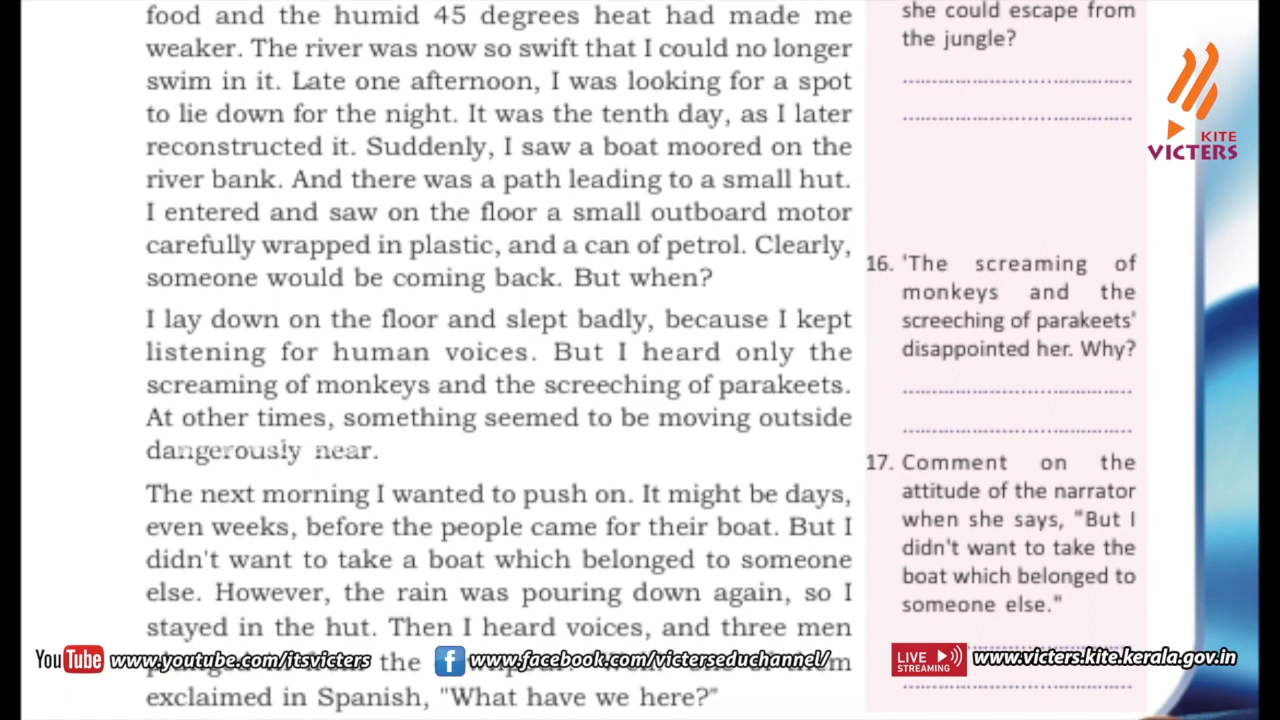 food and the humid 45 degrees heat had made me
weaker. The river was now so swift that I could no longer
swim in it. Late one afternoon, I was looking for a spot
to lie down for the night. It was the tenth day, as I later
reconstructed it. Suddenly, I saw a boat moored on the
river bank. And there was a path leading to a small hut.
I entered and saw on the floor a small outboard motor
carefully wrapped in plastic, and a can of petrol. Clearly,
someone would be coming back. But when?
I lay down on the floor and slept badly, because I kept
listening for human voices. But I heard only the
screaming of monkeys and the screeching of parakeets.
At other times, something seemed to be moving outside
dangerously near.
The next morning I wanted to push on. It might be days,
even weeks, before the people came for their boat. But I
didn't want to take a boat which belonged to someone
else. However, the rain was pouring down again, so I
stayed in the hut. Then I heard voices, and three men
the
exclaimed in Spanish, "What have we here?"
she could escape from
the jungle?
16. 'The screaming of
monkeys and the
screeching of parakeets'
disappointed her. Why?
17. Comment on the
attitude of the narrator
when she says, "But I
didn't want to take the
boat which belonged to
someone else."
KITE
VICTERS
YouTube www.youtube.com/itsvicters
f www.facebook.com/victerseduchannel/
LIVE
STREAMING
www.victers.kite.kerala.gov.in